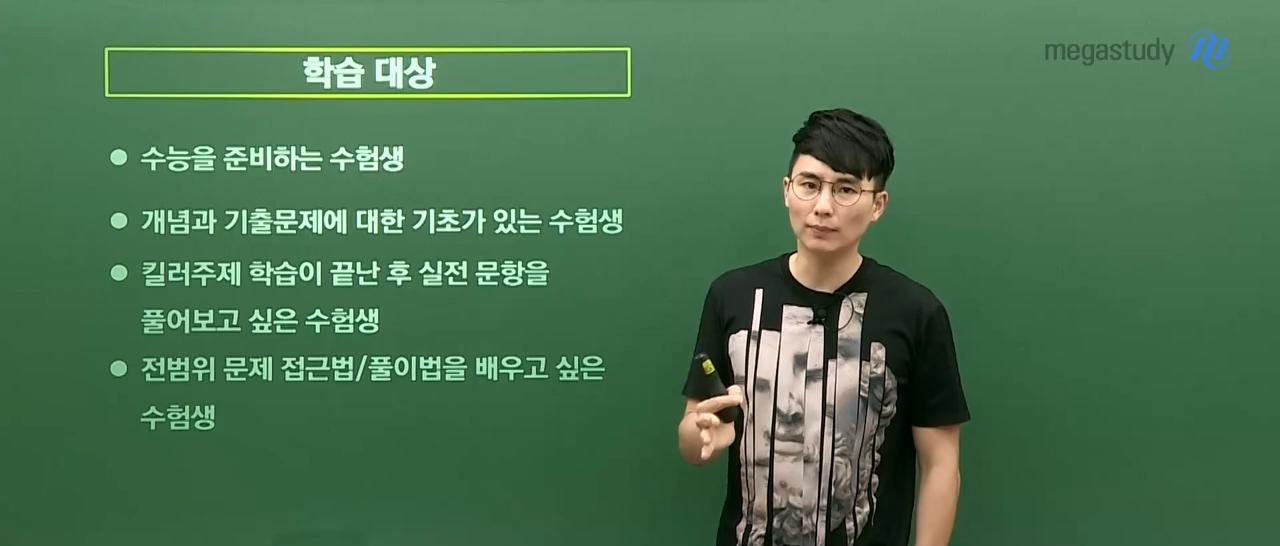 megastudy
학습 대상
수능을 준비하는 수험생
개념과 기출문제에 대한 기초가 있는 수험생
킬러주제 학습이 끝난 후 실전 문항을
풀어보고 싶은 수험생
전범위 문제 접근법/풀이법을 배우고 싶은
수험생